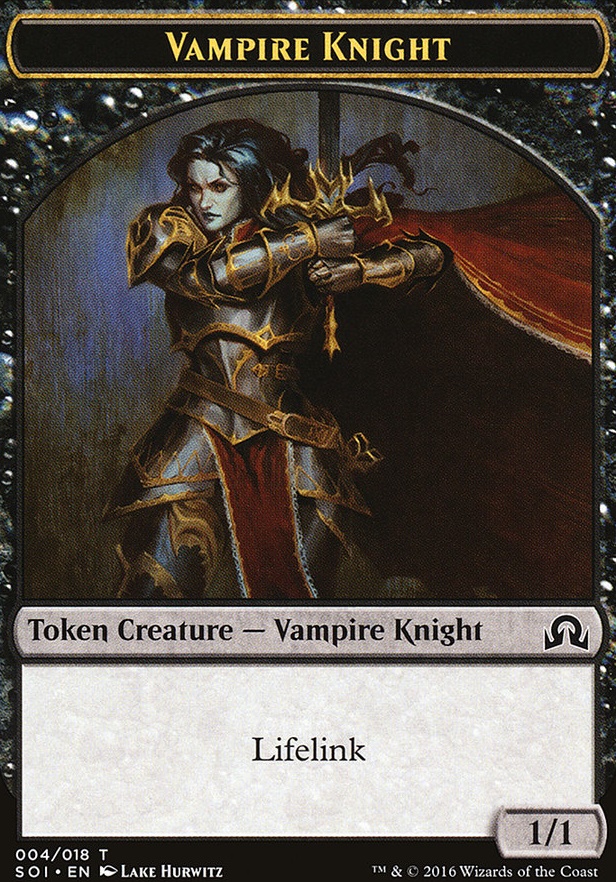 Vampire Knight
Token Creature — Vampire Knight
Lifelink
1/1
004/018 T
SOI • EN Lake Hurwitz
™ & © 2016 Wizards of the Coast